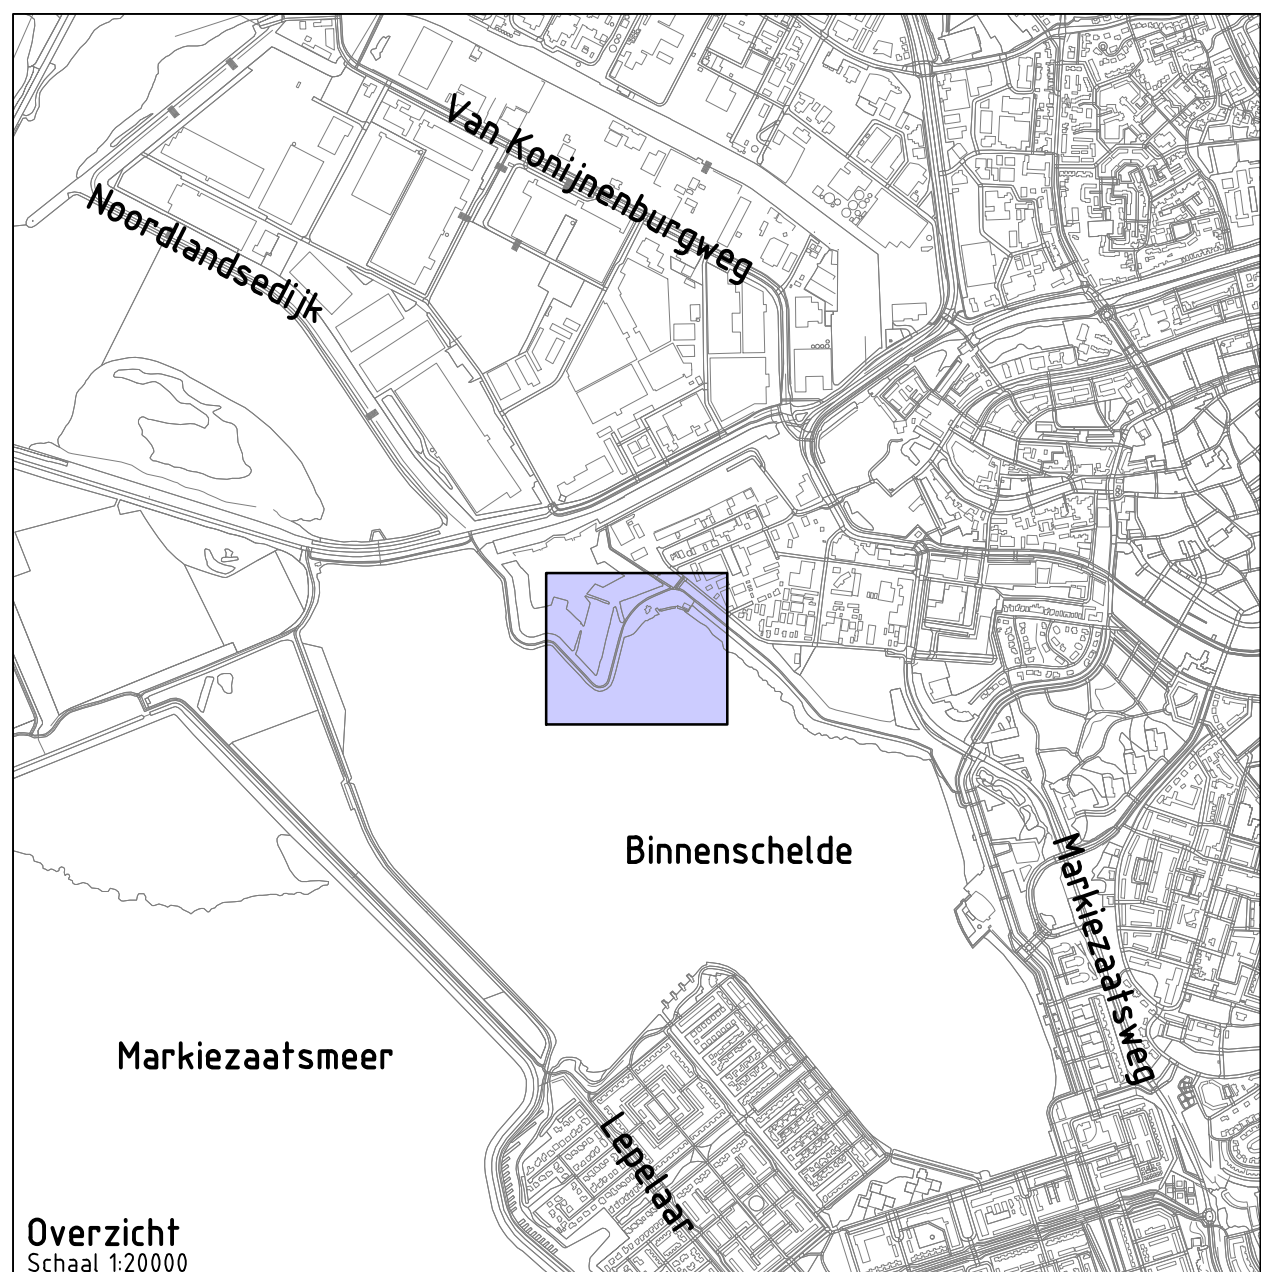 Van Konijnenburgweg
Noordlandsedijk
Binnenschelde
Markiezaatsweg
Markiezaatsmeer
Lepelaar
Overzicht
Schaal 1:20000